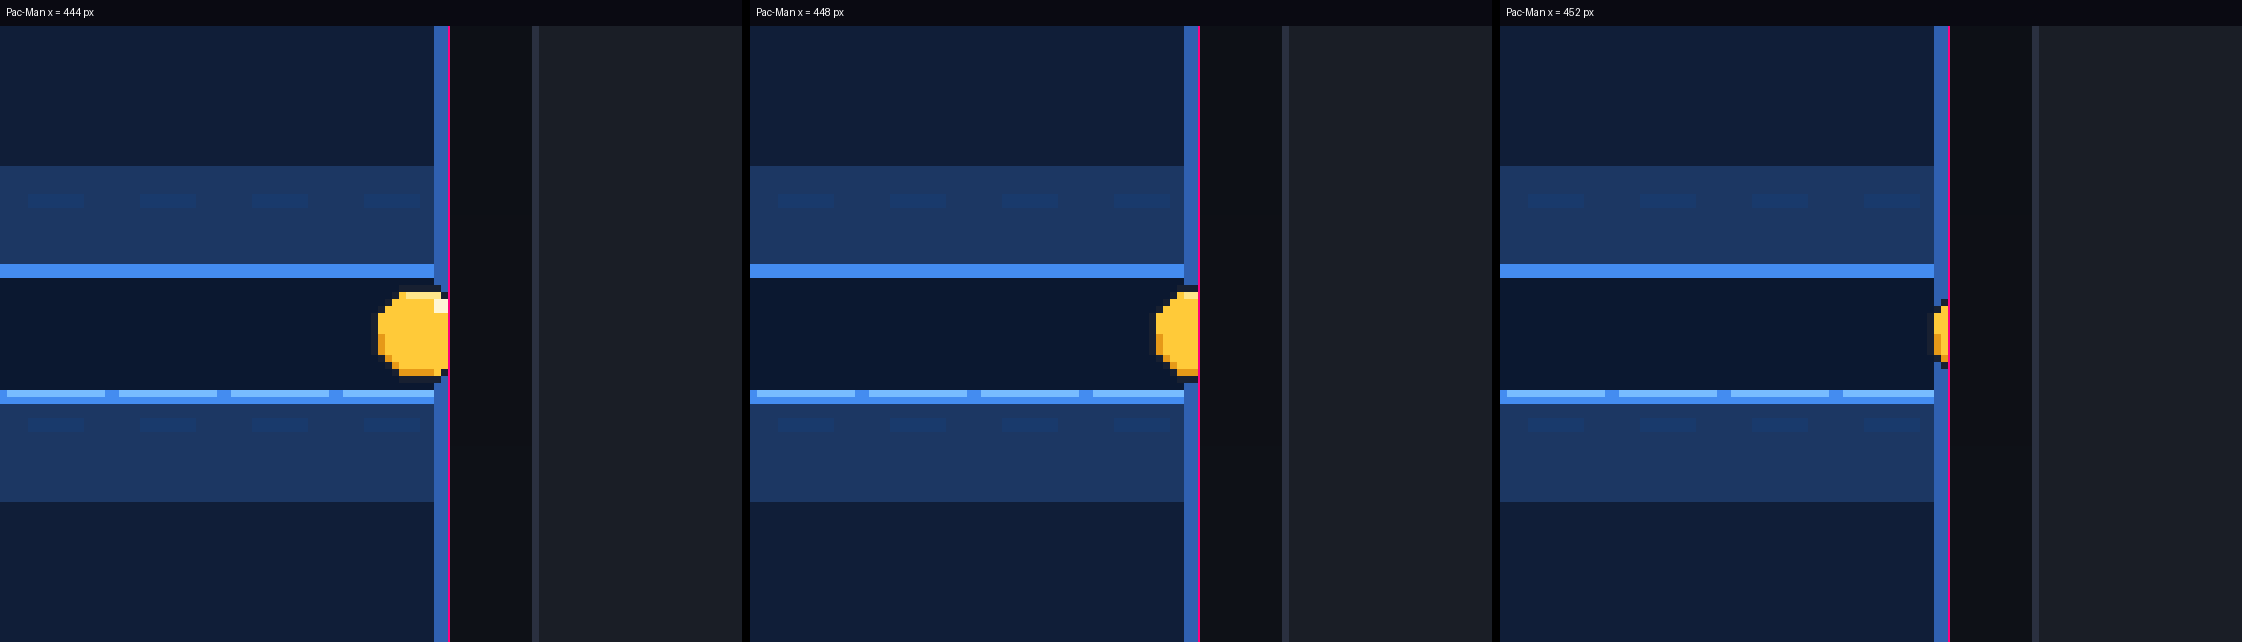 Pac-Man x = 444 px
Pac-Man x = 448 px
Pac-Man x = 452 px